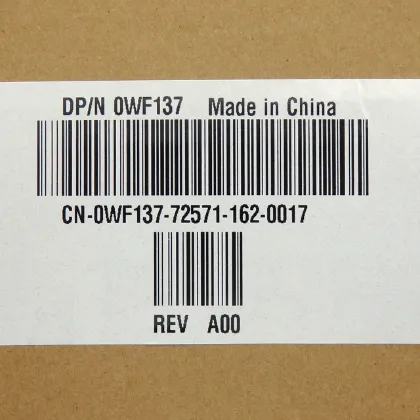 DP/N 0WF137 Made in China
CN-0WF137-72571-162-0017
REV A00